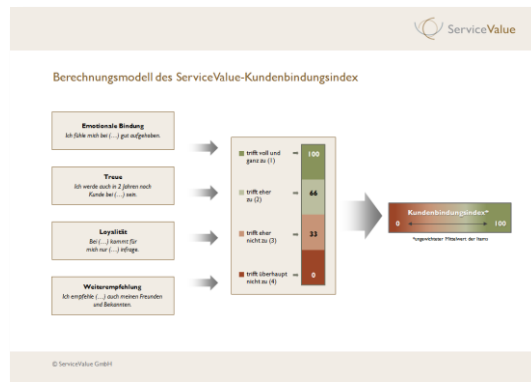 ServiceValue
Berechnungsmodell des ServiceValue-Kundenbindungsindex
Emotionale Bindung
Ich fühle mich bei (…) gut aufgehoben.
Treue
Ich werde auch in 2 Jahren noch
Kunde bei (…) sein.
Loyalität
Bei (…) kommt für
mich nur (…) infrage.
Weiterempfehlung
Ich empfehle (…) auch meinen Freunden
und Bekannten.
trifft voll und
ganz zu (1)
100
trifft eher
zu (2)
66
trifft eher
nicht zu (3)
33
trifft überhaupt
nicht zu (4)
0
Kundenbindungsindex*
0 100
*ungewichteter Mittelwert der Items
© ServiceValue GmbH